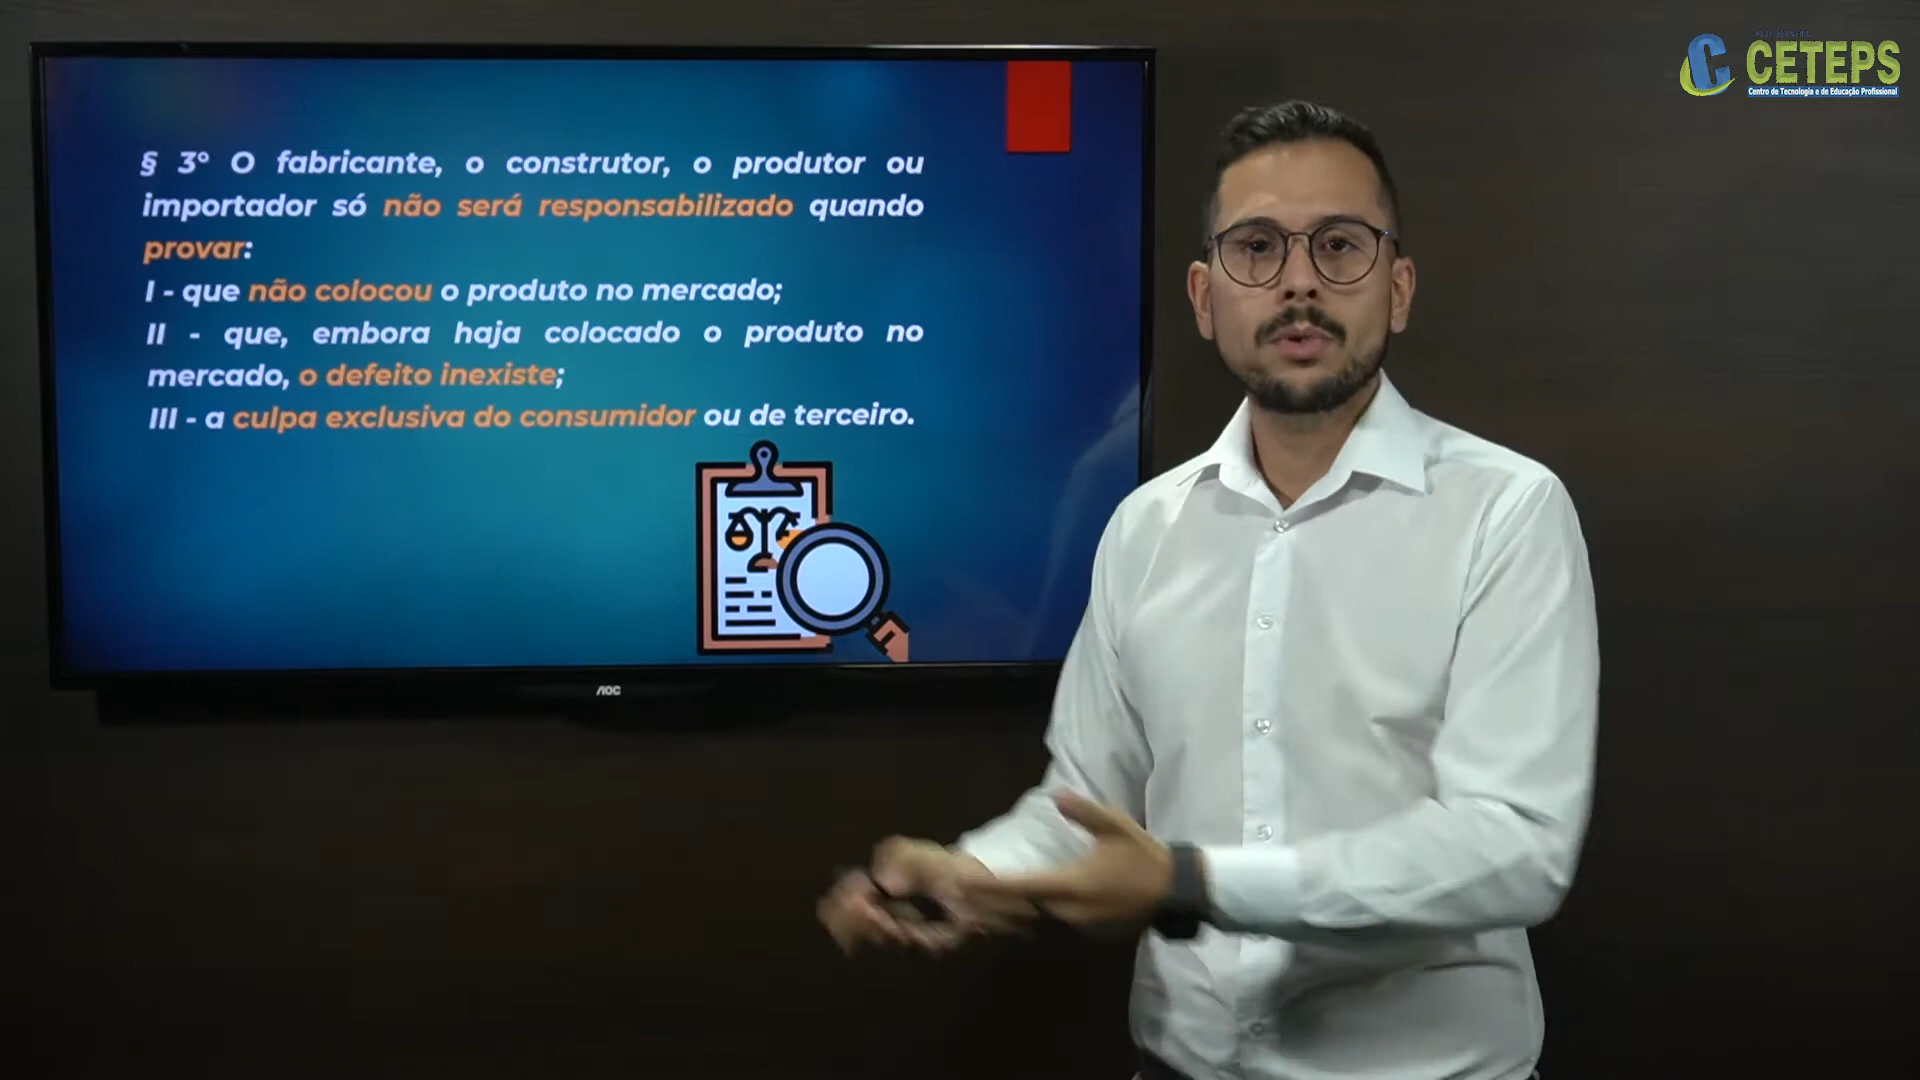 § 3º O fabricante, o construtor, o produtor ou
importador só não será responsabilizado quando
provar:
I - que não colocou o produto no mercado;
II - que, embora haja colocado o produto no
mercado, o defeito inexiste;
III - a culpa exclusiva do consumidor ou de terceiro.
AOC
CETEPS
Centro de Tecnologia e de Educação Profissional